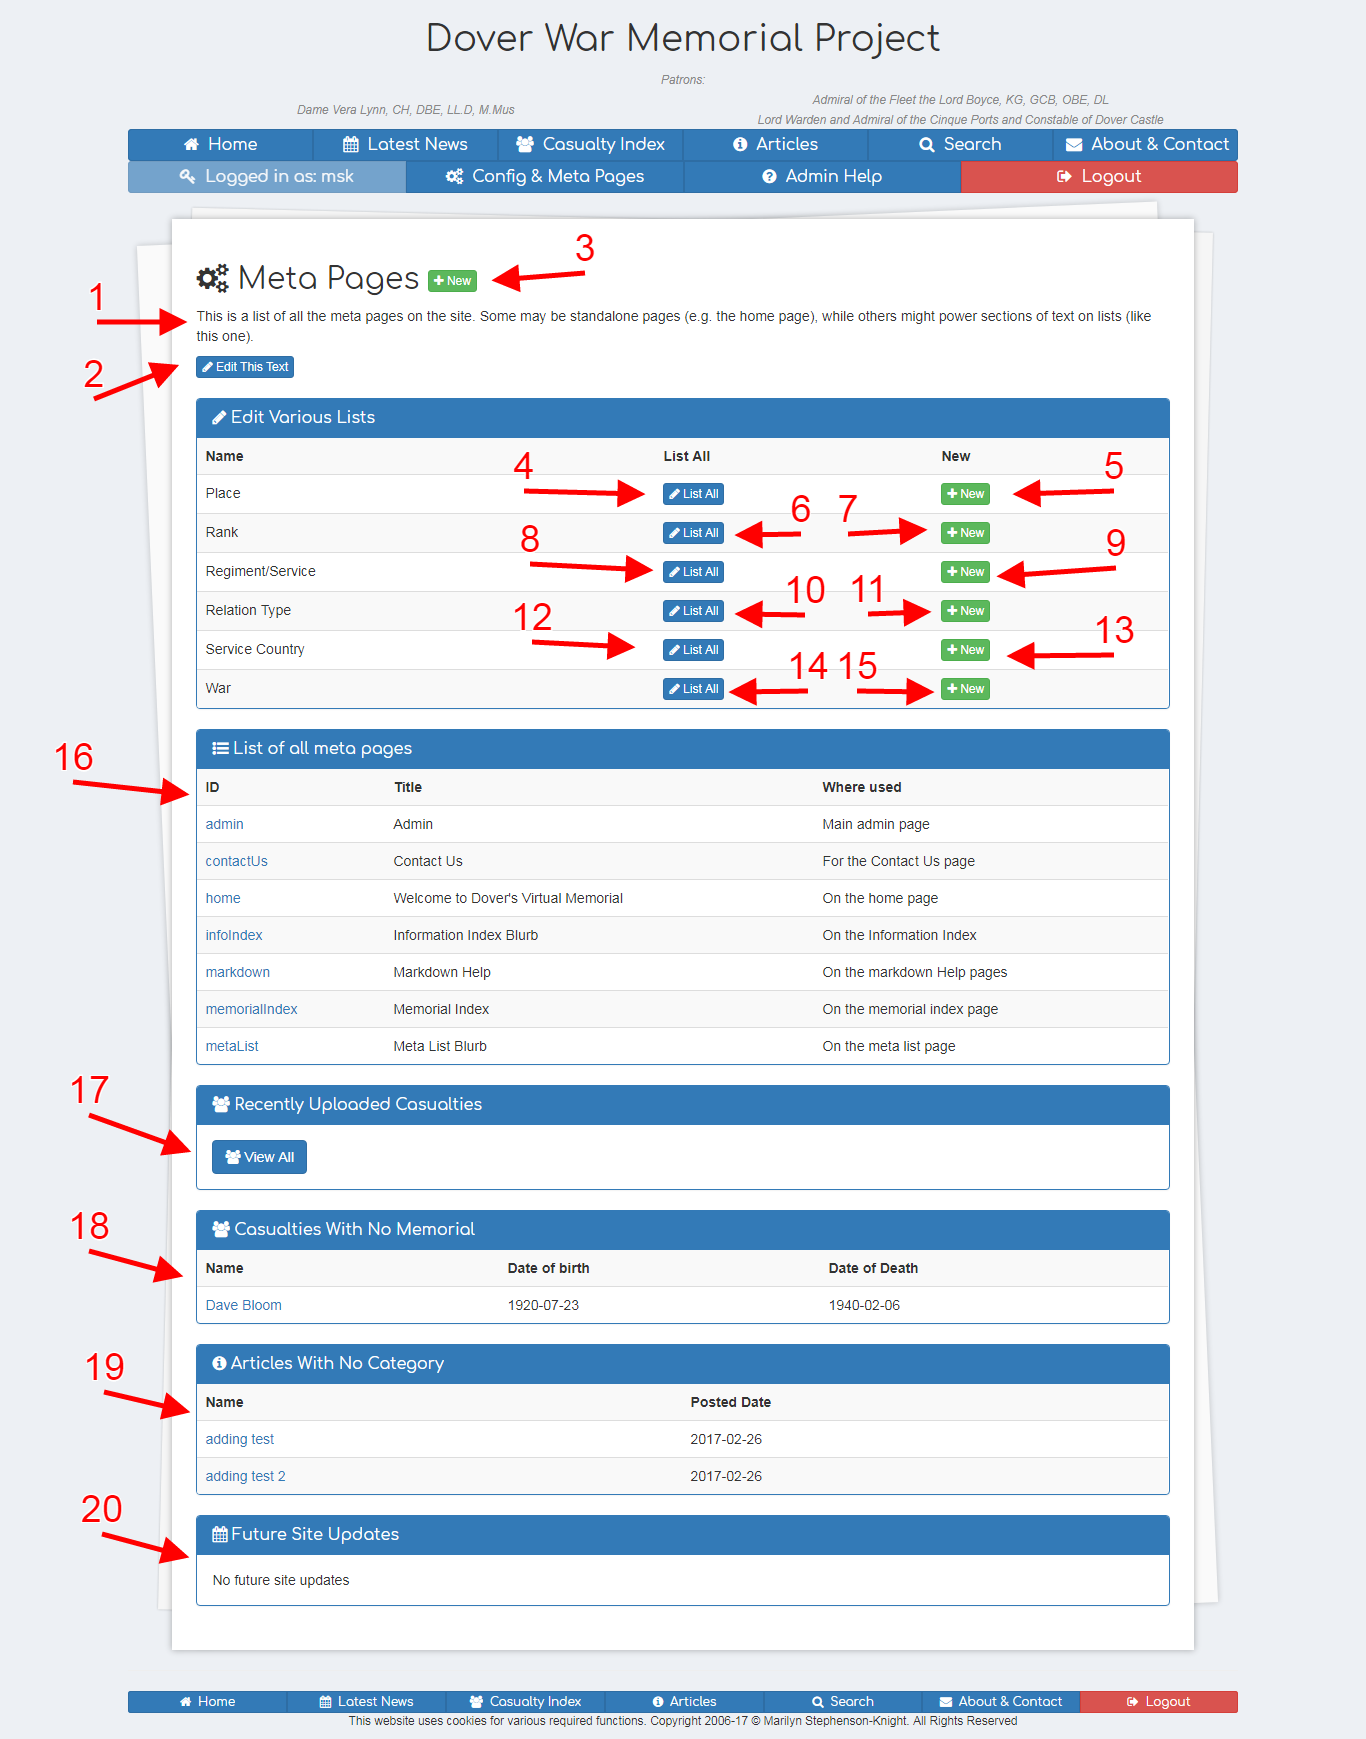 Dover War Memorial Project
Patrons:
Dame Vera Lynn, CH, DBE, LL.D, M.Mus
Admiral of the Fleet the Lord Boyce, KG, GCB, OBE, DL
Lord Warden and Admiral of the Cinque Ports and Constable of Dover Castle
Home Latest News Casualty Index Articles Search About & Contact
Logged in as: msk Config & Meta Pages Admin Help Logout
3
Meta Pages New
1
This is a list of all the meta pages on the site. Some may be standalone pages (e.g. the home page), while others might power sections of text on lists (like
this one).
2 Edit This Text
Edit Various Lists
Name List All New
4 5
Place List All New
6 7
Rank List All New
8 9
Regiment/Service List All New
10 11
Relation Type List All New
12 13
Service Country List All New
14 15
War List All New
List of all meta pages
16
ID Title Where used
admin Admin Main admin page
contactUs Contact Us For the Contact Us page
home Welcome to Dover's Virtual Memorial On the home page
infoIndex Information Index Blurb On the Information Index
markdown Markdown Help On the markdown Help pages
memorialIndex Memorial Index On the memorial index page
metaList Meta List Blurb On the meta list page
17
Recently Uploaded Casualties
View All
18
Casualties With No Memorial
Name Date of birth Date of Death
Dave Bloom 1920-07-23 1940-02-06
19
Articles With No Category
Name Posted Date
adding test 2017-02-26
adding test 2 2017-02-26
20
Future Site Updates
No future site updates
Home Latest News Casualty Index Articles Search About & Contact Logout
This website uses cookies for various required functions. Copyright 2006-17 © Marilyn Stephenson-Knight. All Rights Reserved